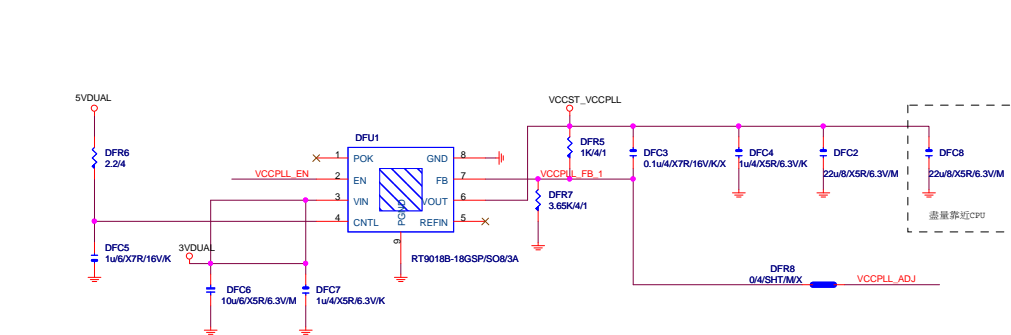 5VDUAL
VCCST_VCCPLL
DFR6
2.2/4
DFU1
DFR5
1K/4/1
DFC3
0.1u/4/X7R/16V/K/X
DFC4
1u/4/X5R/6.3V/K
DFC2
22u/8/X5R/6.3V/M
DFC8
22u/8/X5R/6.3V/M
1 POK GND 8
VCCPLL_EN 2 EN FB 7 VCCPLL_FB_1
3 VIN VOUT 6
4 CNTL REFIN 5
PGND
9
DFR7
3.65K/4/1
盡量靠近CPU
RT9018B-18GSP/SO8/3A
DFC5
1u/6/X7R/16V/K
3VDUAL
DFC6
10u/6/X5R/6.3V/M
DFC7
1u/4/X5R/6.3V/K
DFR8
0/4/SHT/M/X
VCCPLL_ADJ